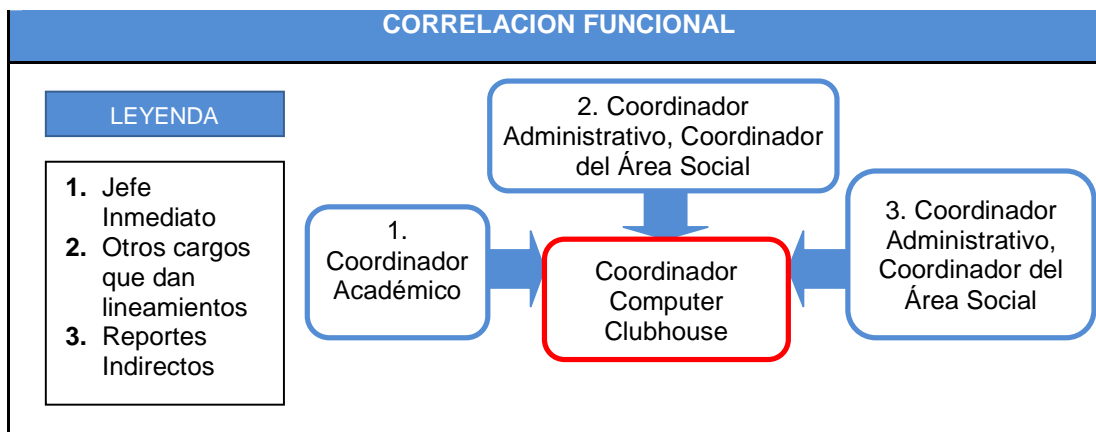 CORRELACION FUNCIONAL
LEYENDA
1. Jefe
Inmediato
2. Otros cargos
que dan
lineamientos
3. Reportes
Indirectos
2. Coordinador
Administrativo, Coordinador
del Área Social
1.
Coordinador
Académico
Coordinador
Computer
Clubhouse
3. Coordinador
Administrativo,
Coordinador del
Área Social